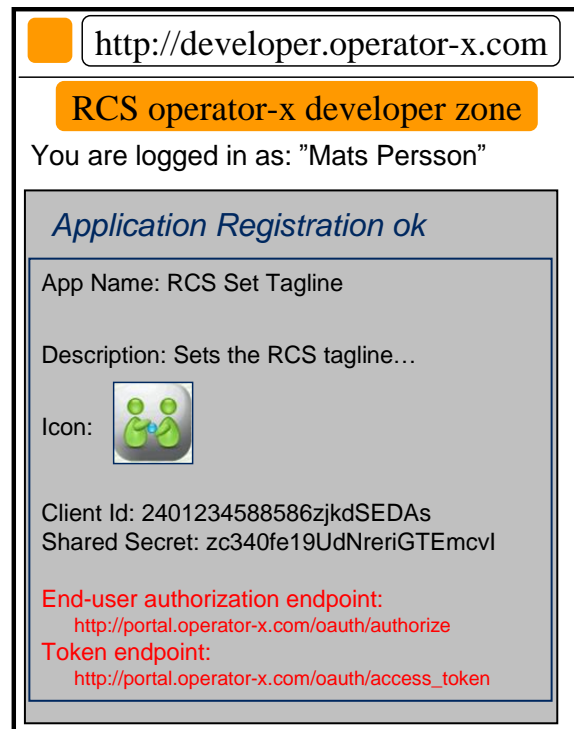 http://developer.operator-x.com
RCS operator-x developer zone
You are logged in as: ”Mats Persson”
Application Registration ok
App Name: RCS Set Tagline
Description: Sets the RCS tagline…
Icon:
Client Id: 2401234588586zjkdSEDAs
Shared Secret: zc340fe19UdNreriGTEmcvI
End-user authorization endpoint:
http://portal.operator-x.com/oauth/authorize
Token endpoint:
http://portal.operator-x.com/oauth/access_token